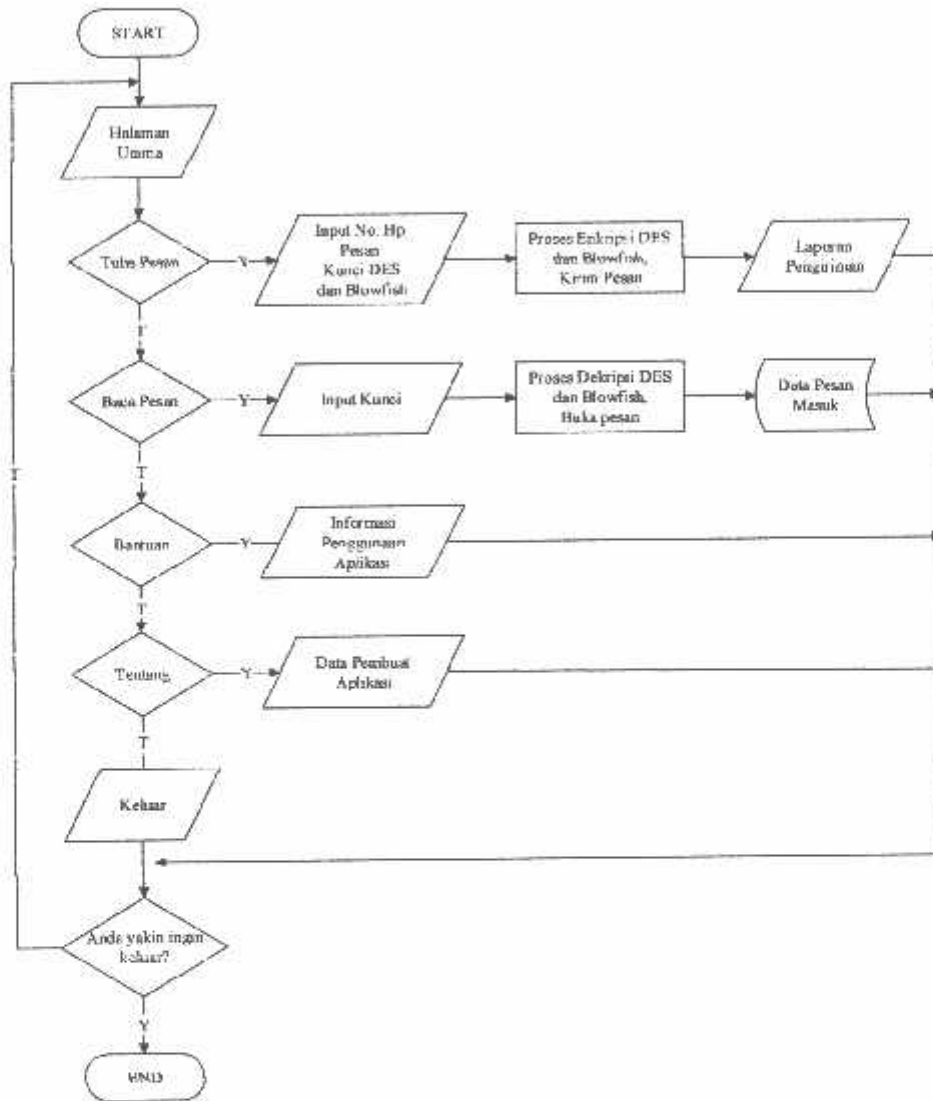 START
Halaman
Utama
Tulis Pesan
Y
Input No. Hp
Pesan
Kunci DES
dan Blowfish
Proses Enkripsi DES
dan Blowfish,
Kirim Pesan
Laporan
Pengiriman
T
Baca Pesan
Y
Input Kunci
Proses Dekripsi DES
dan Blowfish,
Buka pesan
Data Pesan
Masuk
T
T
Bantuan
Y
Informasi
Penggunaan
Aplikasi
T
Tentang
Y
Data Pembuat
Aplikasi
T
Keluar
Anda yakin ingin
keluar?
Y
END